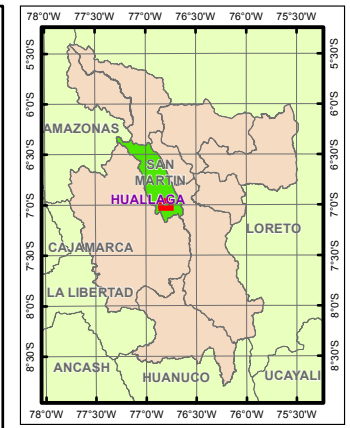 78°0'W 77°30'W 77°0'W 76°30'W 76°0'W 75°30'W
5°30'S 5°30'S
6°0'S 6°0'S
AMAZONAS
6°30'S 6°30'S
SAN
MARTIN
HUALLAGA
7°0'S 7°0'S
LORETO
CAJAMARCA
7°30'S 7°30'S
LA LIBERTAD
8°0'S 8°0'S
8°30'S 8°30'S
ANCASH
HUANUCO
UCAYALI
78°0'W 77°30'W 77°0'W 76°30'W 76°0'W 75°30'W